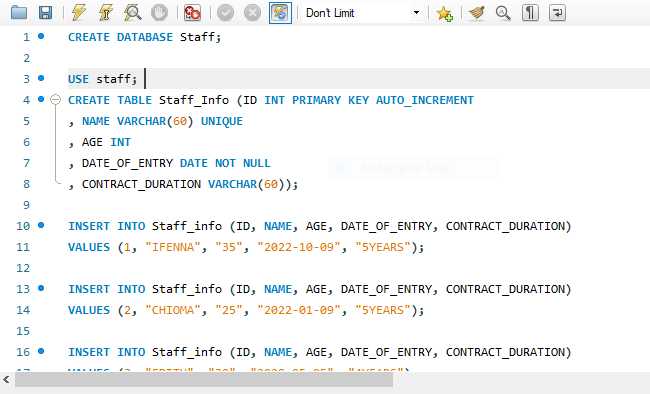 Don't Limit
1 CREATE DATABASE Staff;
2
3 USE staff;
4 CREATE TABLE Staff_Info (ID INT PRIMARY KEY AUTO_INCREMENT
5 , NAME VARCHAR(60) UNIQUE
6 , AGE INT
7 , DATE_OF_ENTRY DATE NOT NULL
8 , CONTRACT_DURATION VARCHAR(60));
9
10 INSERT INTO Staff_info (ID, NAME, AGE, DATE_OF_ENTRY, CONTRACT_DURATION)
11 VALUES (1, "IFENNA", "35", "2022-10-09", "5YEARS");
12
13 INSERT INTO Staff_info (ID, NAME, AGE, DATE_OF_ENTRY, CONTRACT_DURATION)
14 VALUES (2, "CHIOMA", "25", "2022-01-09", "5YEARS");
15
16 INSERT INTO Staff_info (ID, NAME, AGE, DATE_OF_ENTRY, CONTRACT_DURATION)
Rectangular Snip